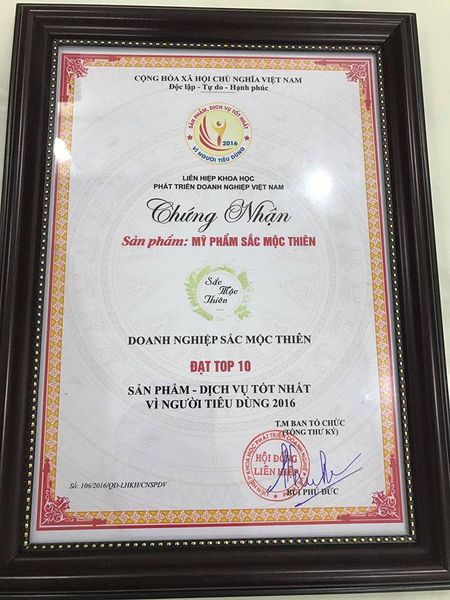 CỘNG HÒA XÃ HỘI CHỦ NGHĨA VIỆT NAM
Độc lập - Tự do - Hạnh phúc
SẢN PHẨM, DỊCH VỤ TỐT NHẤT
2016
VÌ NGƯỜI TIÊU DÙNG
LIÊN HIỆP KHOA HỌC
PHÁT TRIỂN DOANH NGHIỆP VIỆT NAM
Chứng Nhận
Sản phẩm: MỸ PHẨM SẮC MỘC THIÊN
Sắc
Mộc
Thiên
DOANH NGHIỆP SẮC MỘC THIÊN
ĐẠT TOP 10
SẢN PHẨM - DỊCH VỤ TỐT NHẤT
VÌ NGƯỜI TIÊU DÙNG 2016
T.M BAN TỔ CHỨC
(TỔNG THƯ KÝ)
HỘI ĐỒNG
LIÊN HIỆP
BÙI PHÚ ĐỨC
Số: 106/2016/QĐ-LHKH/CNSPDV